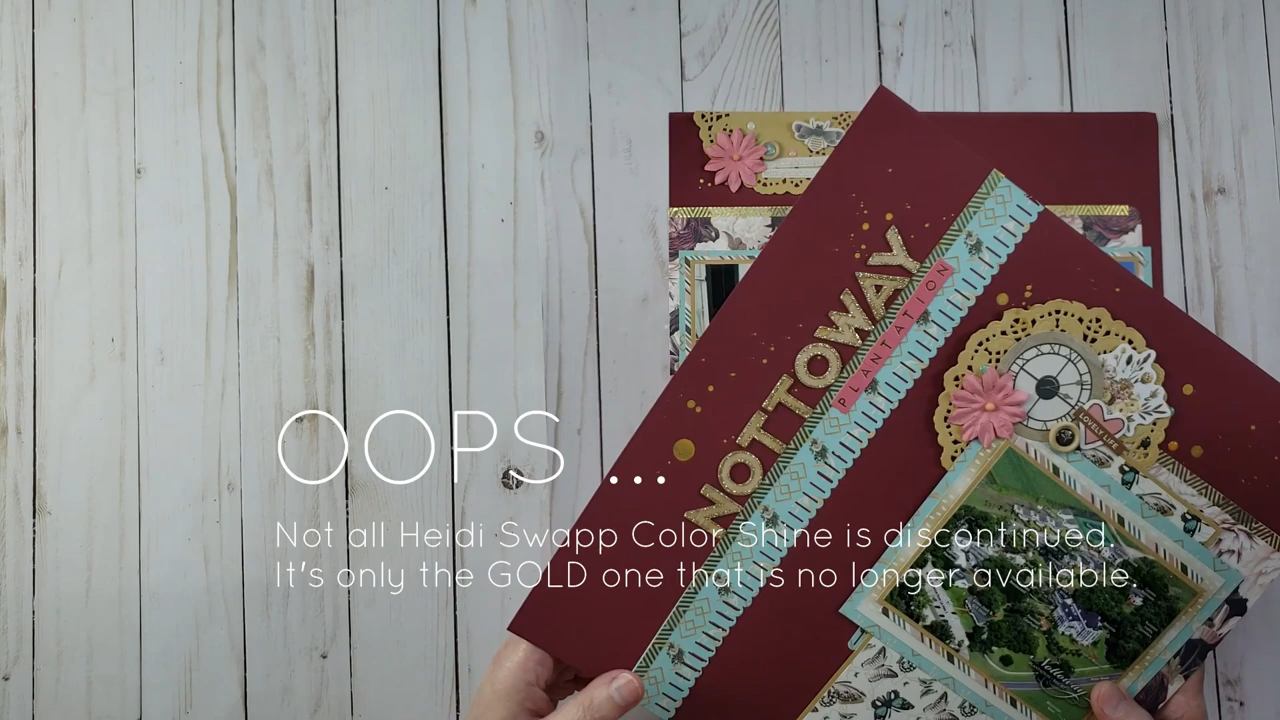 NOTTOWAY
PLANTATION
LOVELY LIFE
OOPS ...
Not all Heidi Swapp Color Shine is discontinued.
It's only the GOLD one that is no longer available.
Nottoway